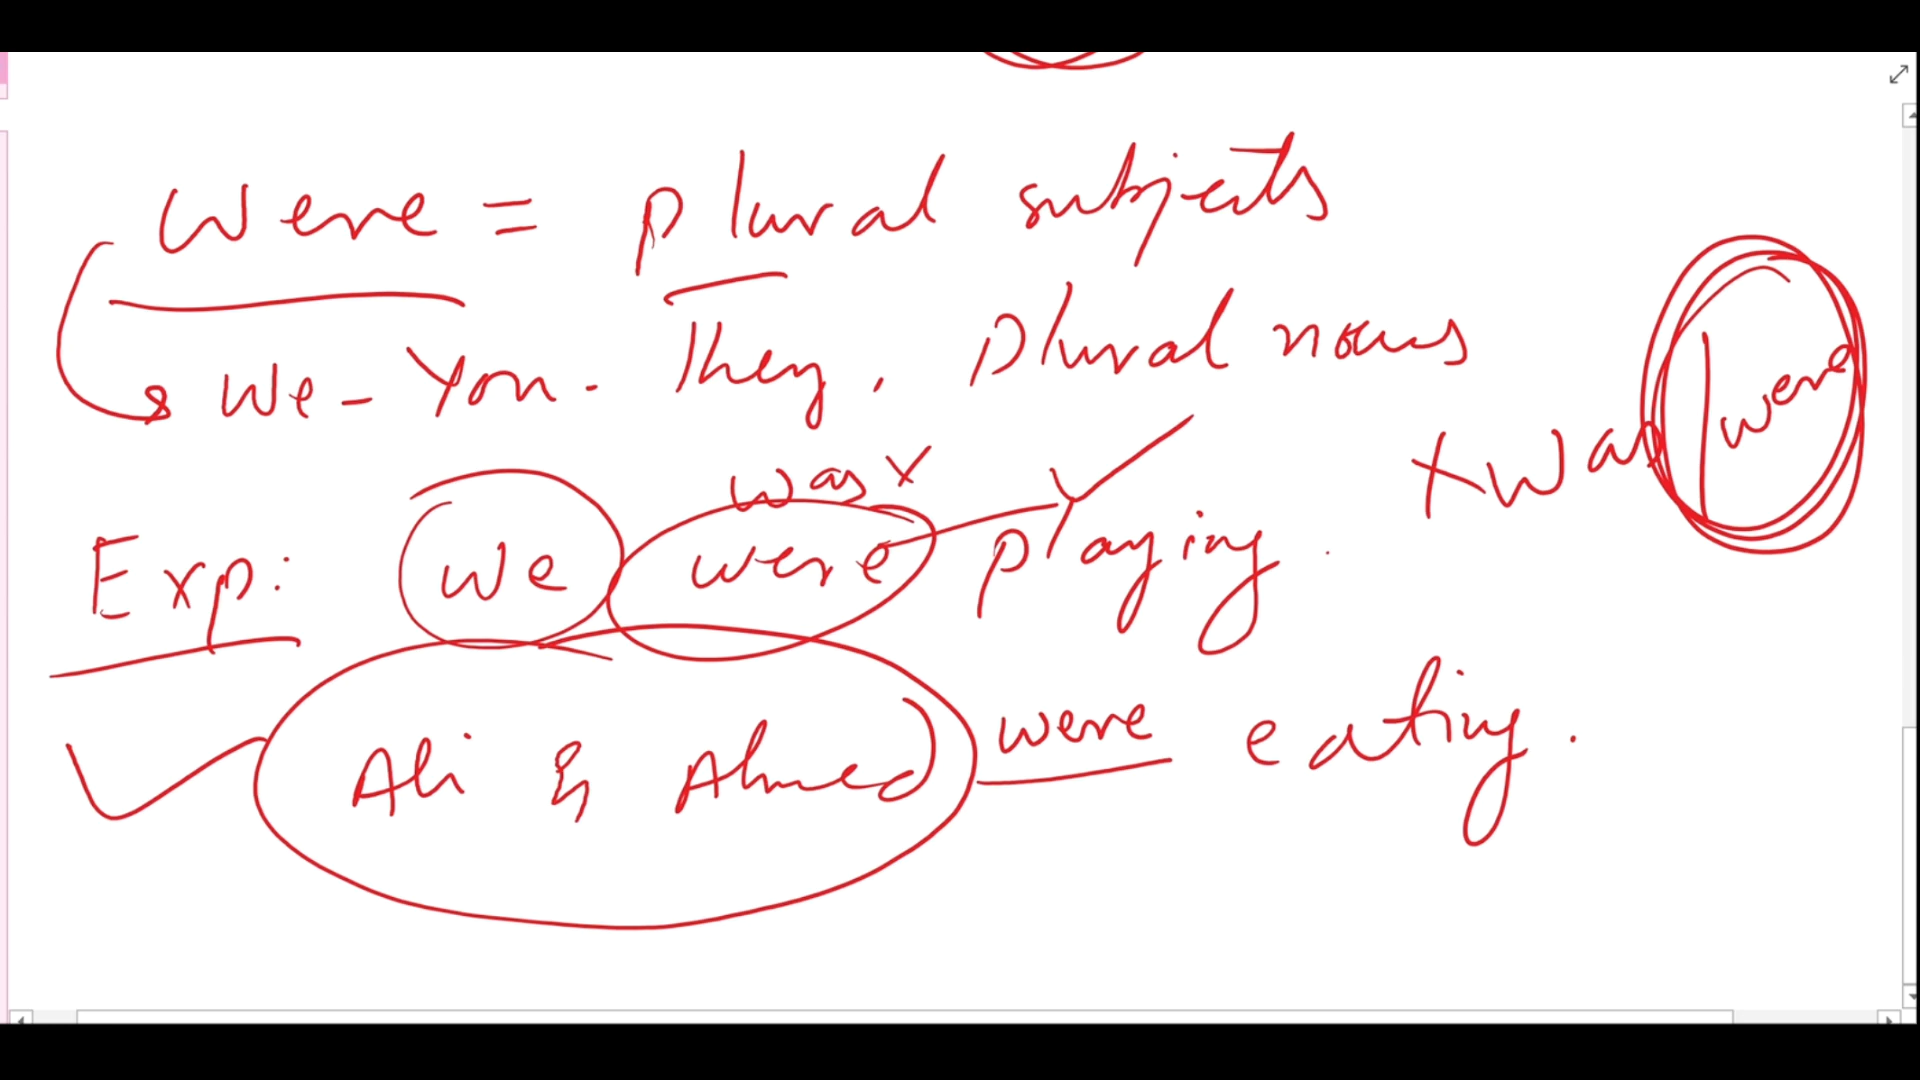 Were = plural subjects
We - You - They, Plural nouns
was x
x was | were
Exp: We were playing.
Ali & Ahmed were eating.